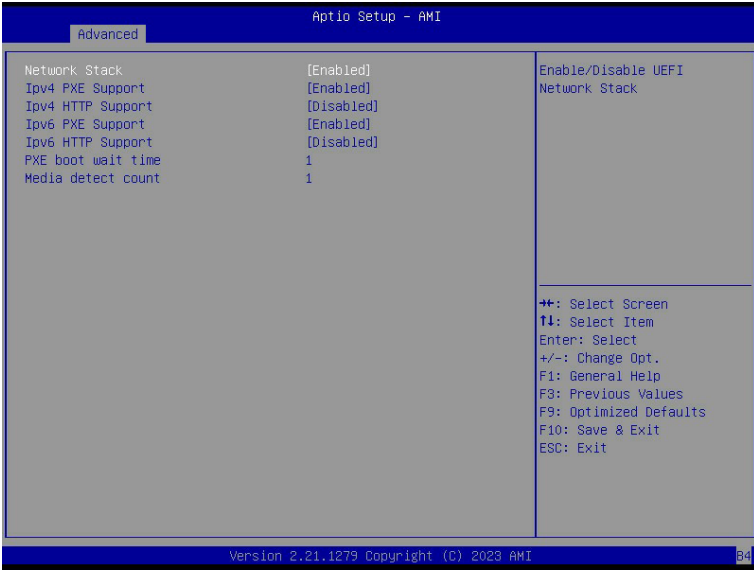 Aptio Setup – AMI
Advanced
Network Stack [Enabled]
Ipv4 PXE Support [Enabled]
Ipv4 HTTP Support [Disabled]
Ipv6 PXE Support [Enabled]
Ipv6 HTTP Support [Disabled]
PXE boot wait time 1
Media detect count 1
Enable/Disable UEFI
Network Stack
→←: Select Screen
↑↓: Select Item
Enter: Select
+/-: Change Opt.
F1: General Help
F3: Previous Values
F9: Optimized Defaults
F10: Save & Exit
ESC: Exit
Version 2.21.1279 Copyright (C) 2023 AMI
B4